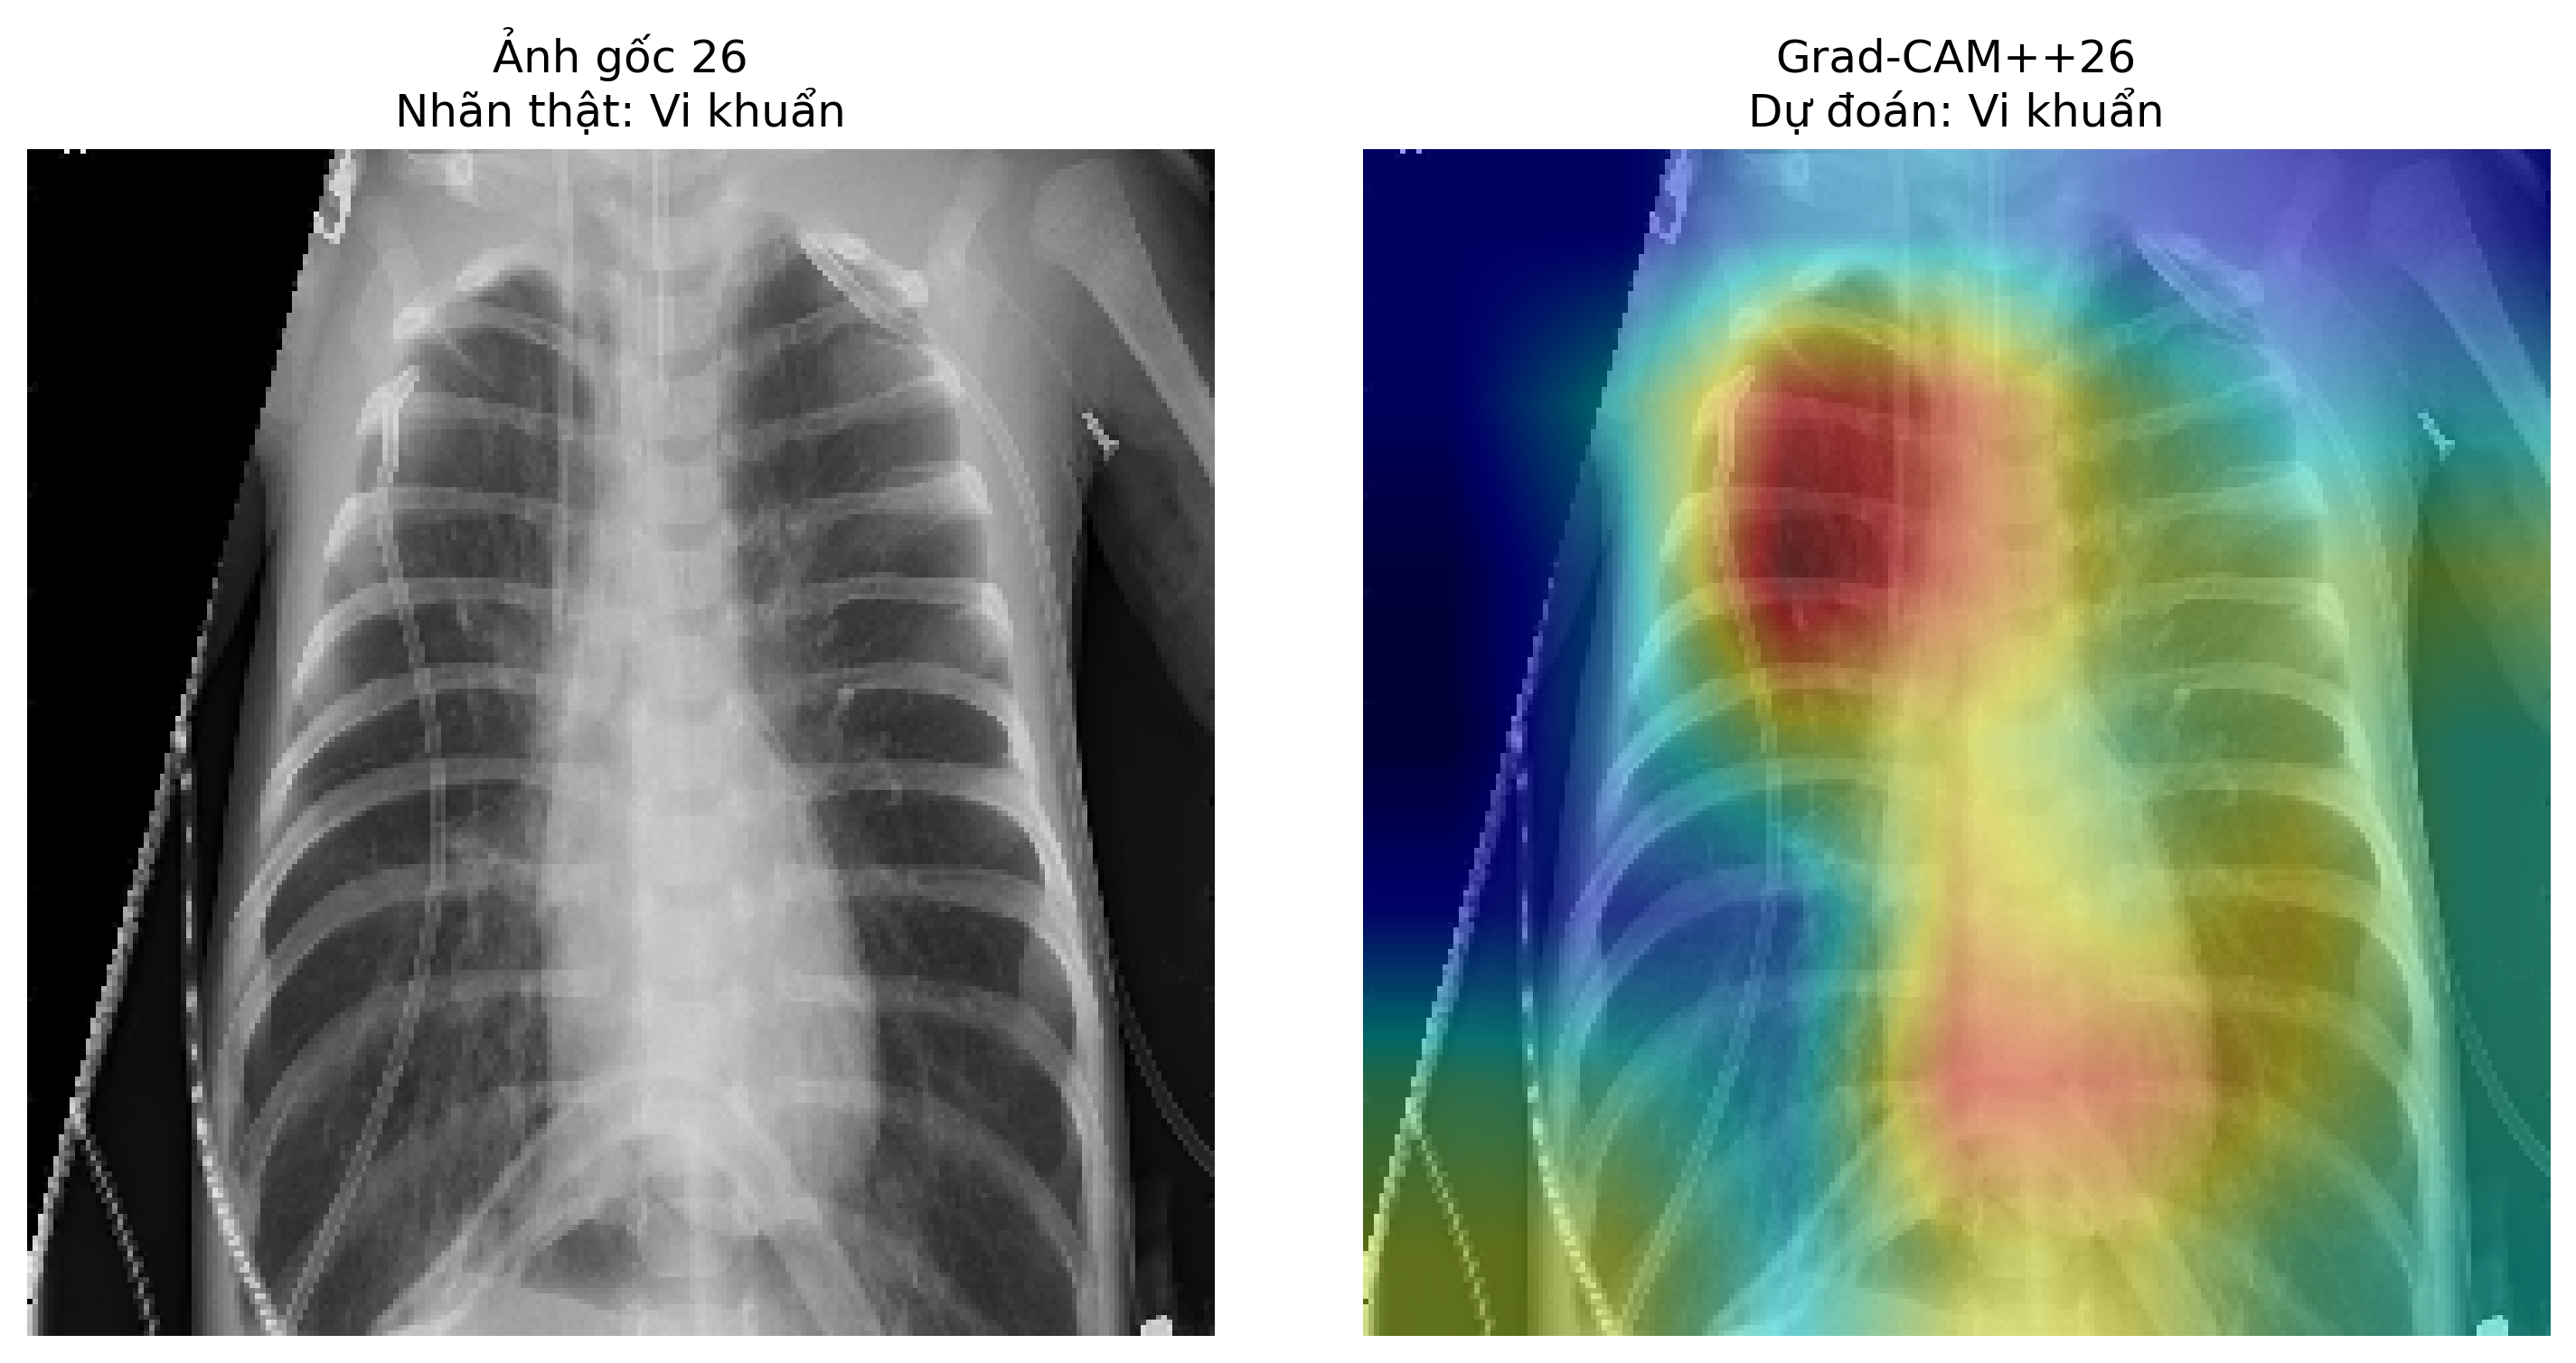 Ảnh gốc 26
Nhãn thật: Vi khuẩn
Grad-CAM++26
Dự đoán: Vi khuẩn